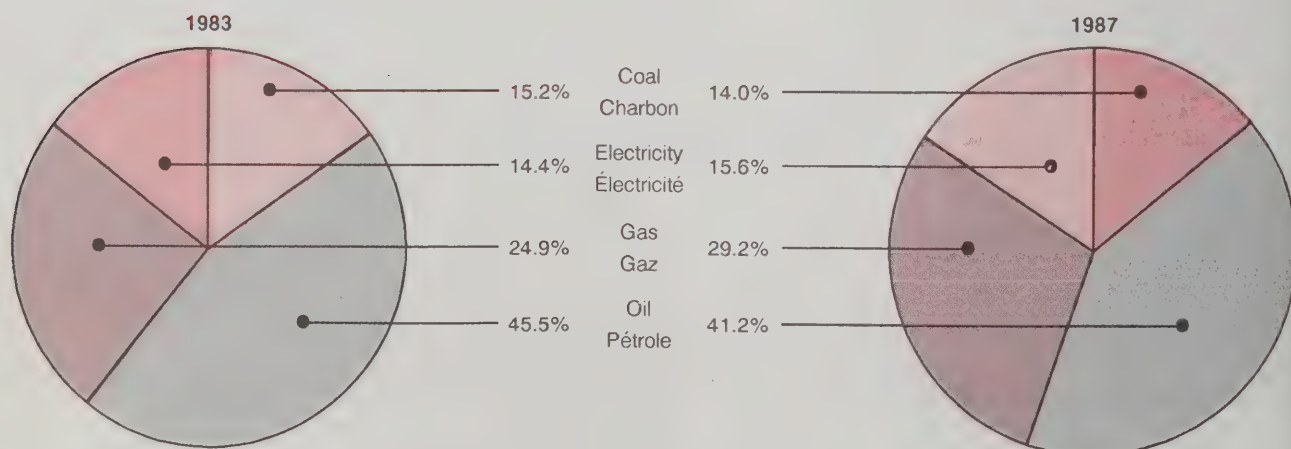 1983
1987
15.2% Coal Charbon 14.0%
14.4% Electricity Électricité 15.6%
24.9% Gas Gaz 29.2%
45.5% Oil Pétrole 41.2%